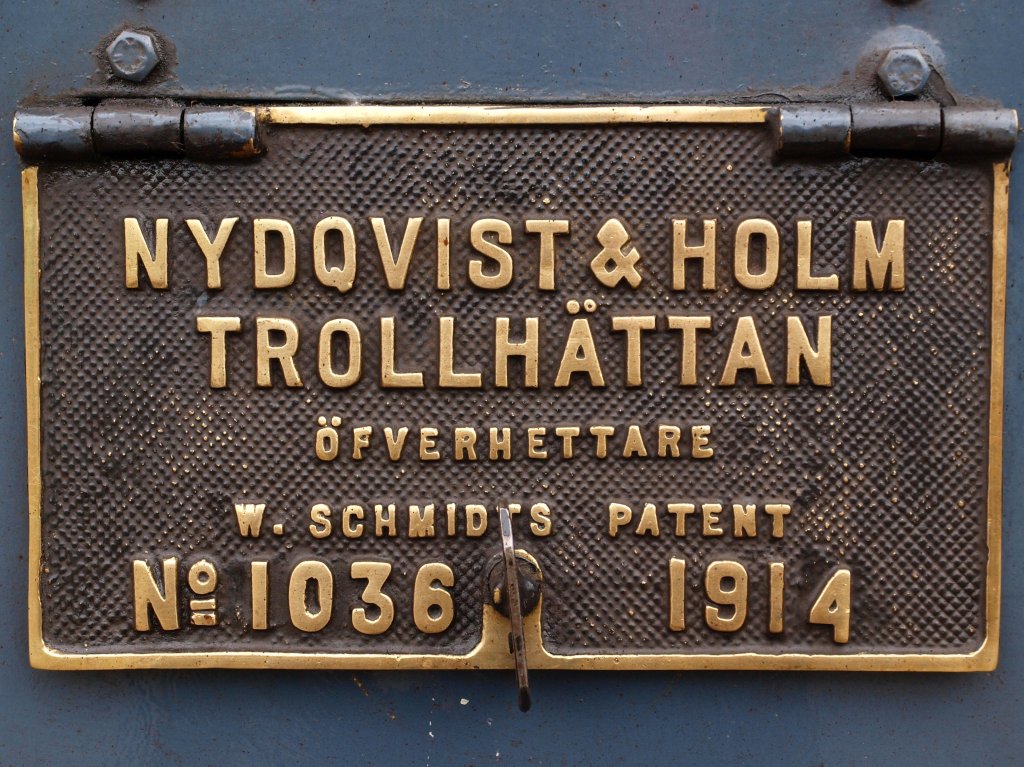 NYDQVIST & HOLM
TROLLHÄTTAN
ÖFVERHETTARE
W. SCHMIDTS PATENT
No 1036 1914